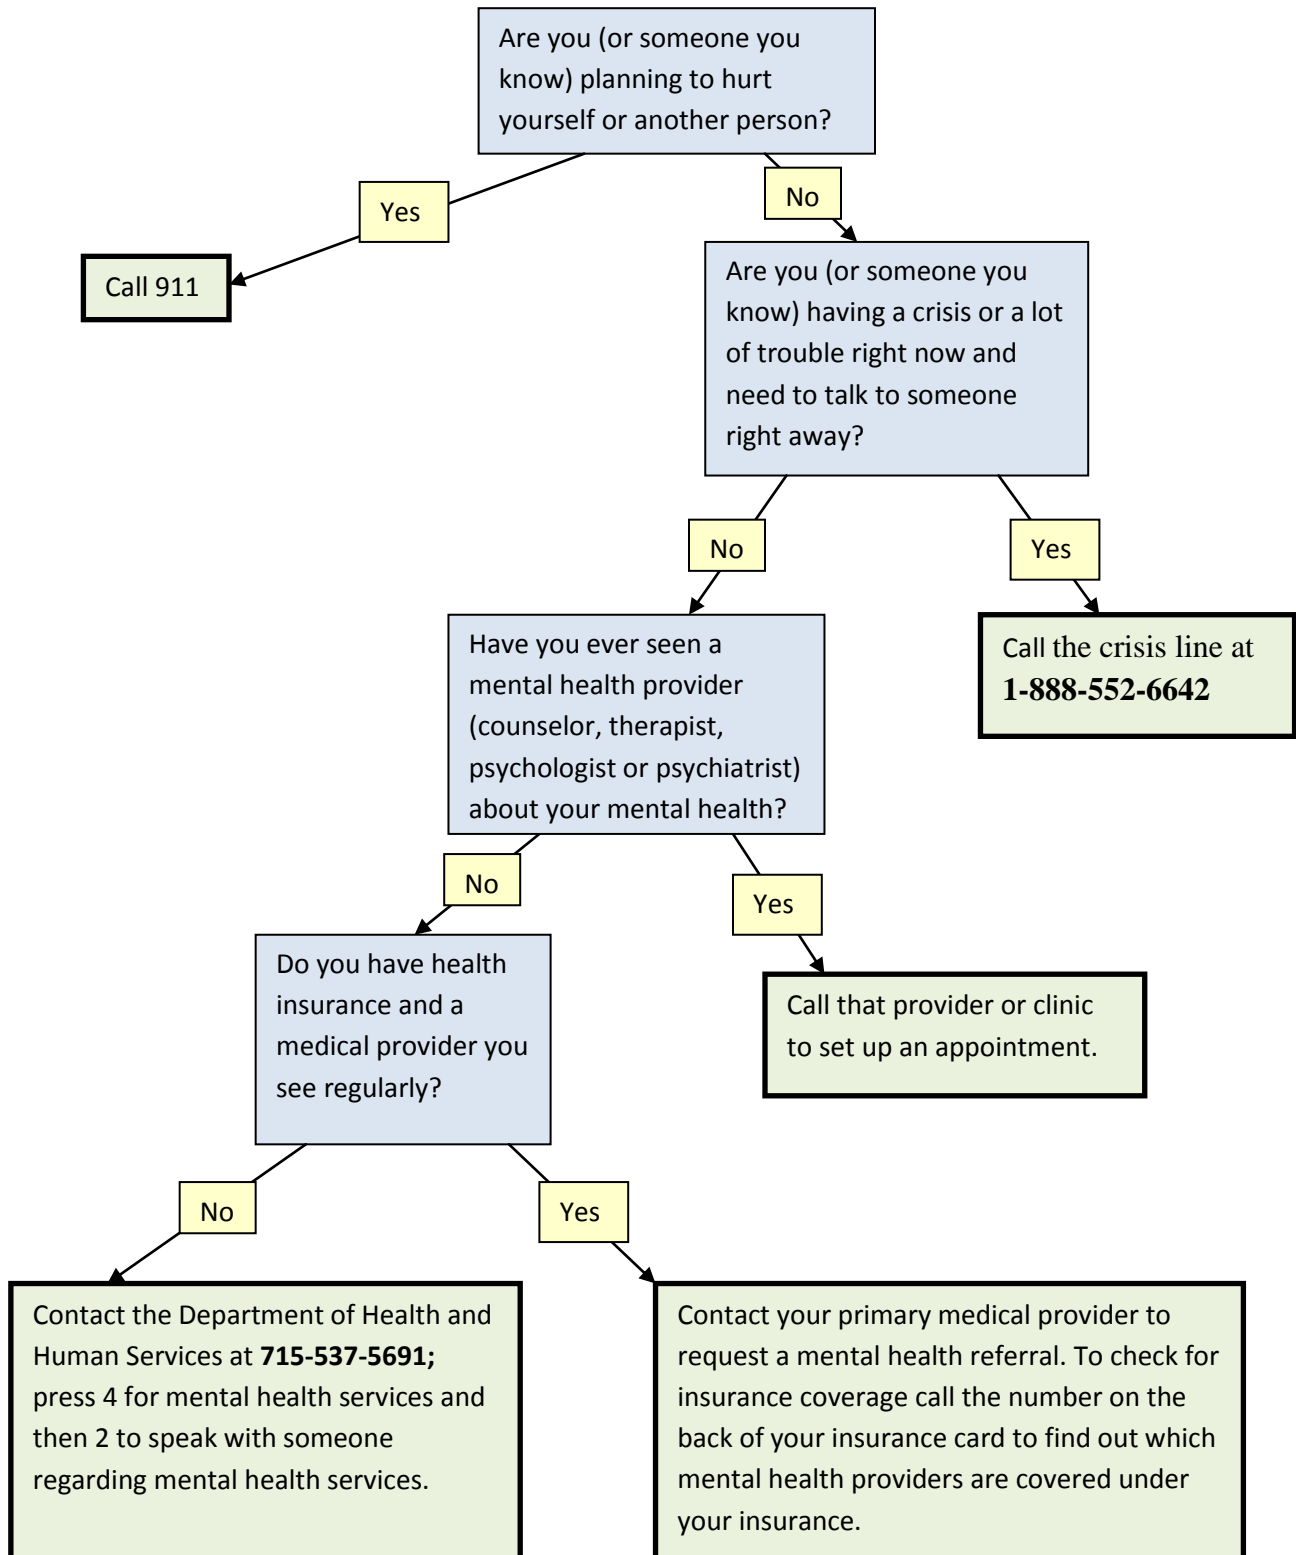 Are you (or someone you
know) planning to hurt
yourself or another person?
Yes
No
Call 911
Are you (or someone you
know) having a crisis or a lot
of trouble right now and
need to talk to someone
right away?
No
Yes
Call the crisis line at
1-888-552-6642
Have you ever seen a
mental health provider
(counselor, therapist,
psychologist or psychiatrist)
about your mental health?
No
Yes
Call that provider or clinic
to set up an appointment.
Do you have health
insurance and a
medical provider you
see regularly?
No
Yes
Contact the Department of Health and
Human Services at 715-537-5691;
press 4 for mental health services and
then 2 to speak with someone
regarding mental health services.
Contact your primary medical provider to
request a mental health referral. To check for
insurance coverage call the number on the
back of your insurance card to find out which
mental health providers are covered under
your insurance.